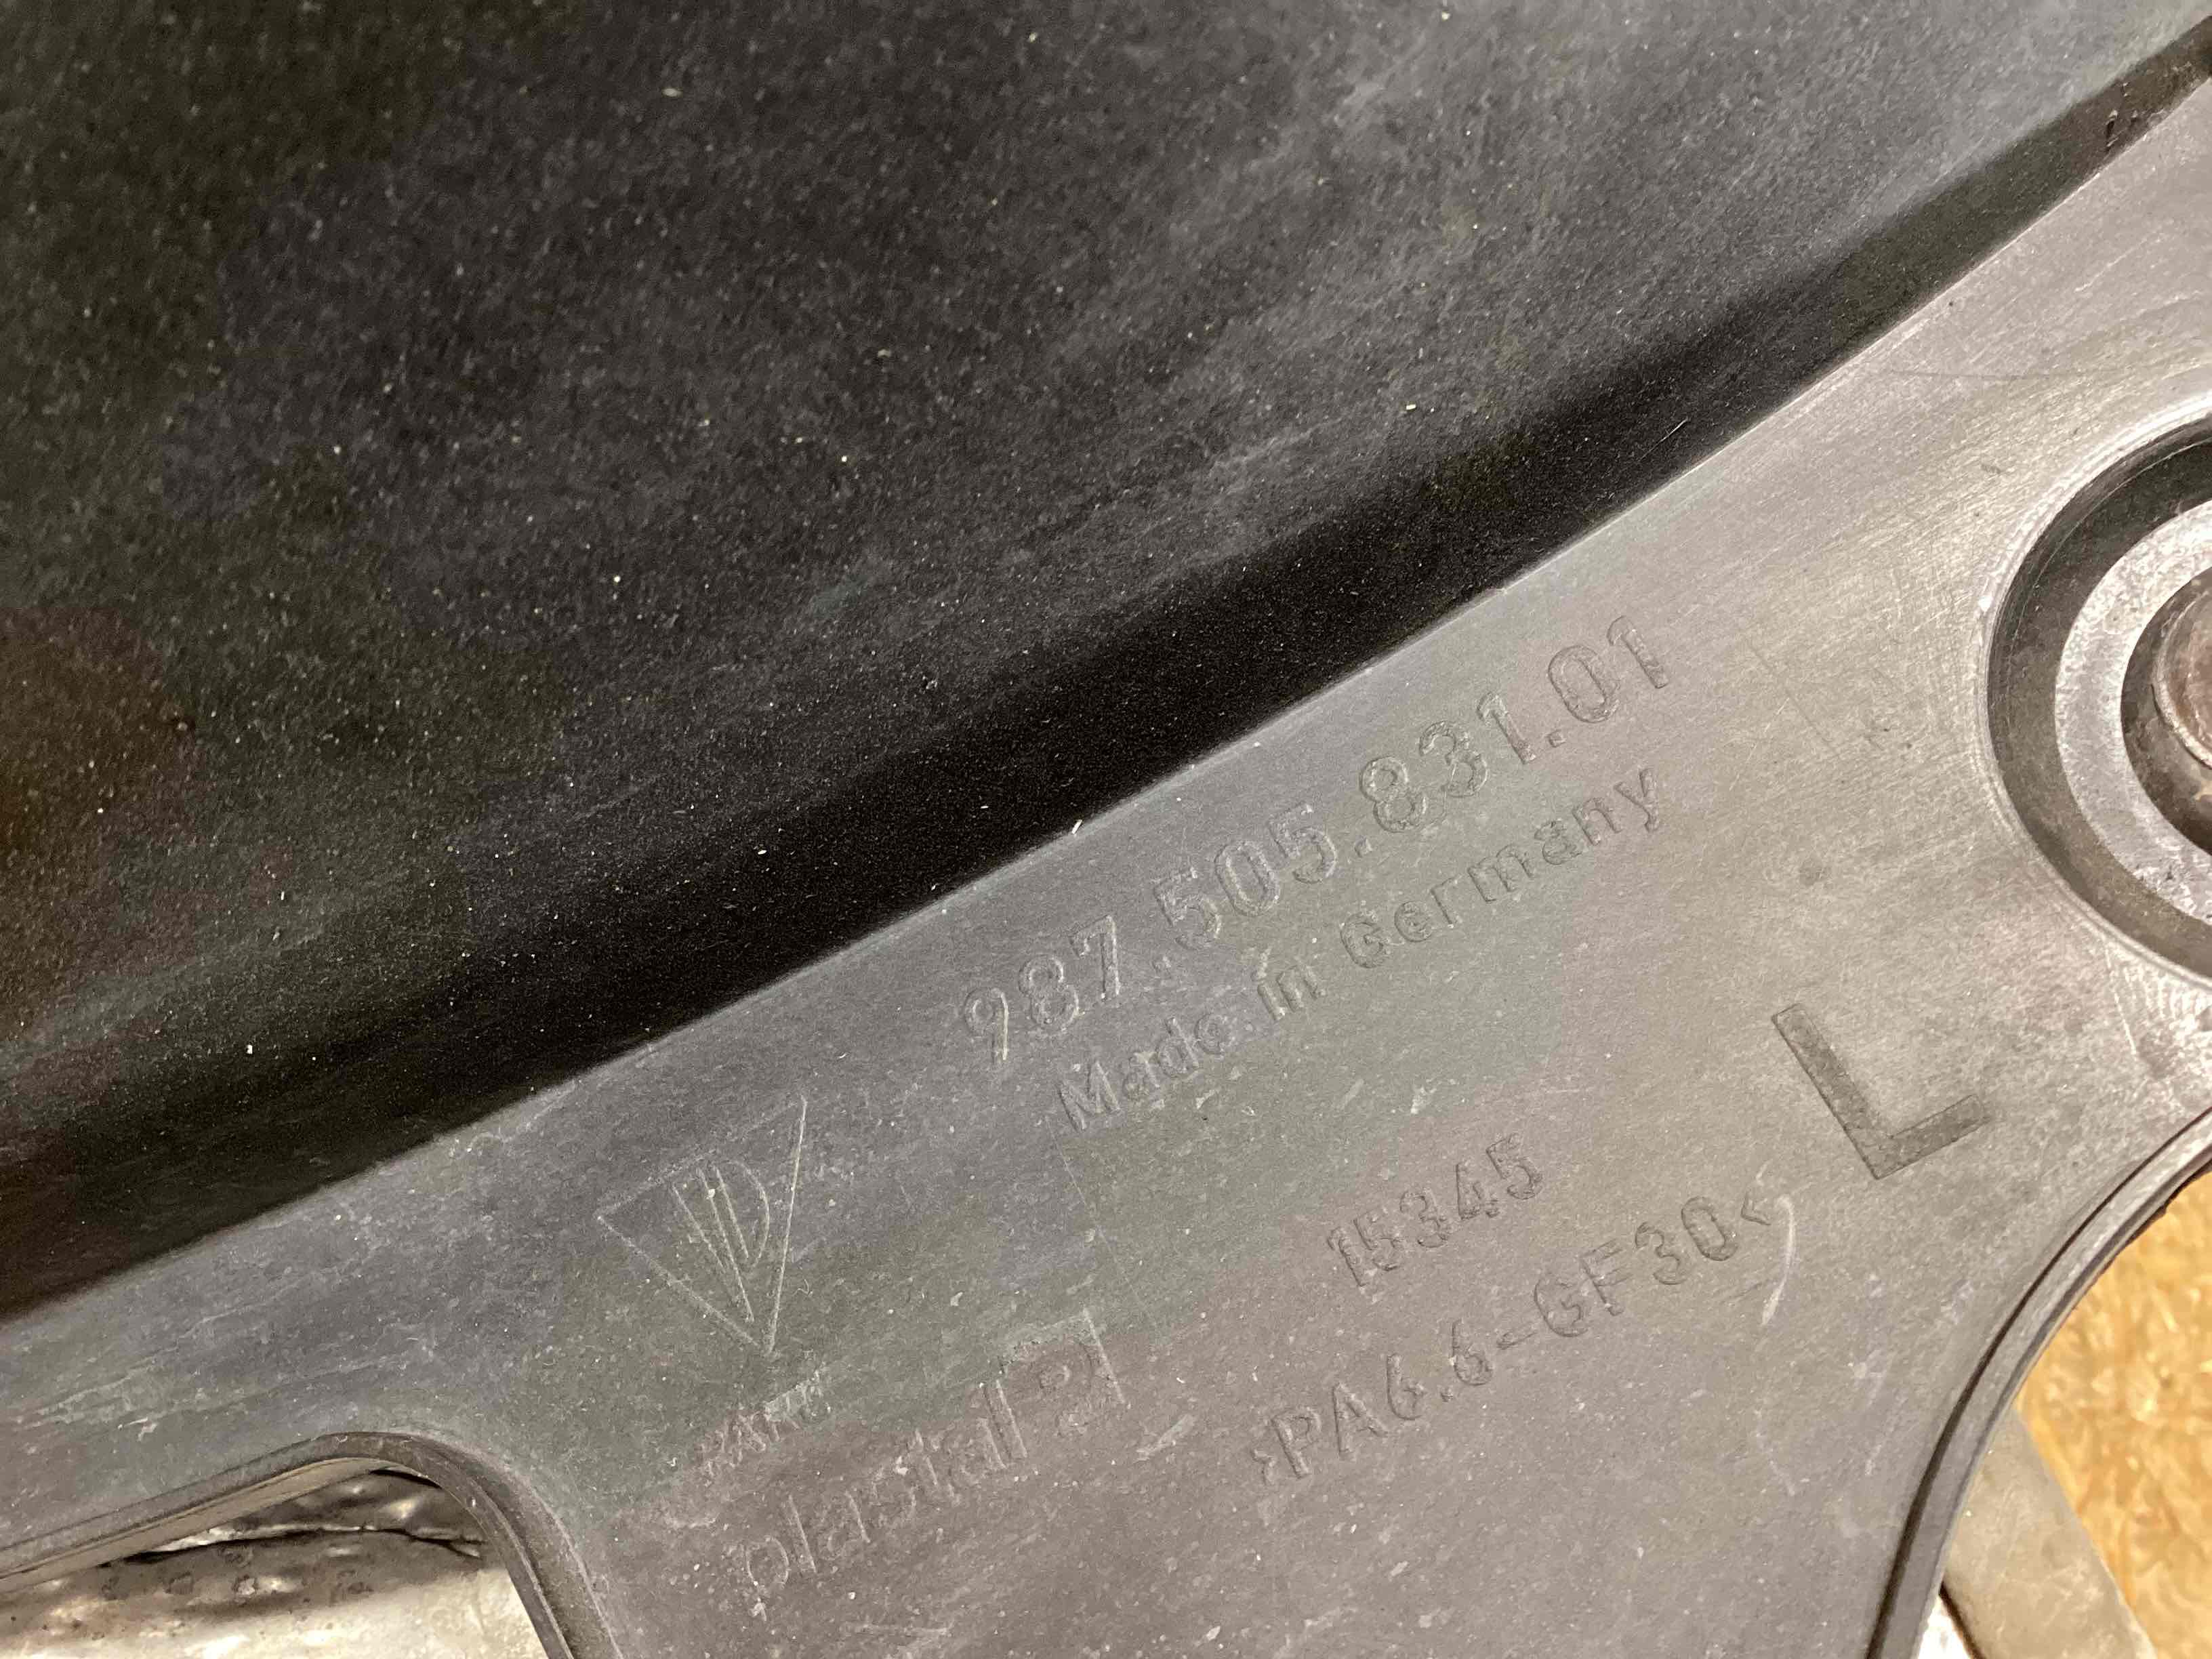 987.505.831.01
Made in Germany
L
15345
>PA6.6-GF30<
plastal